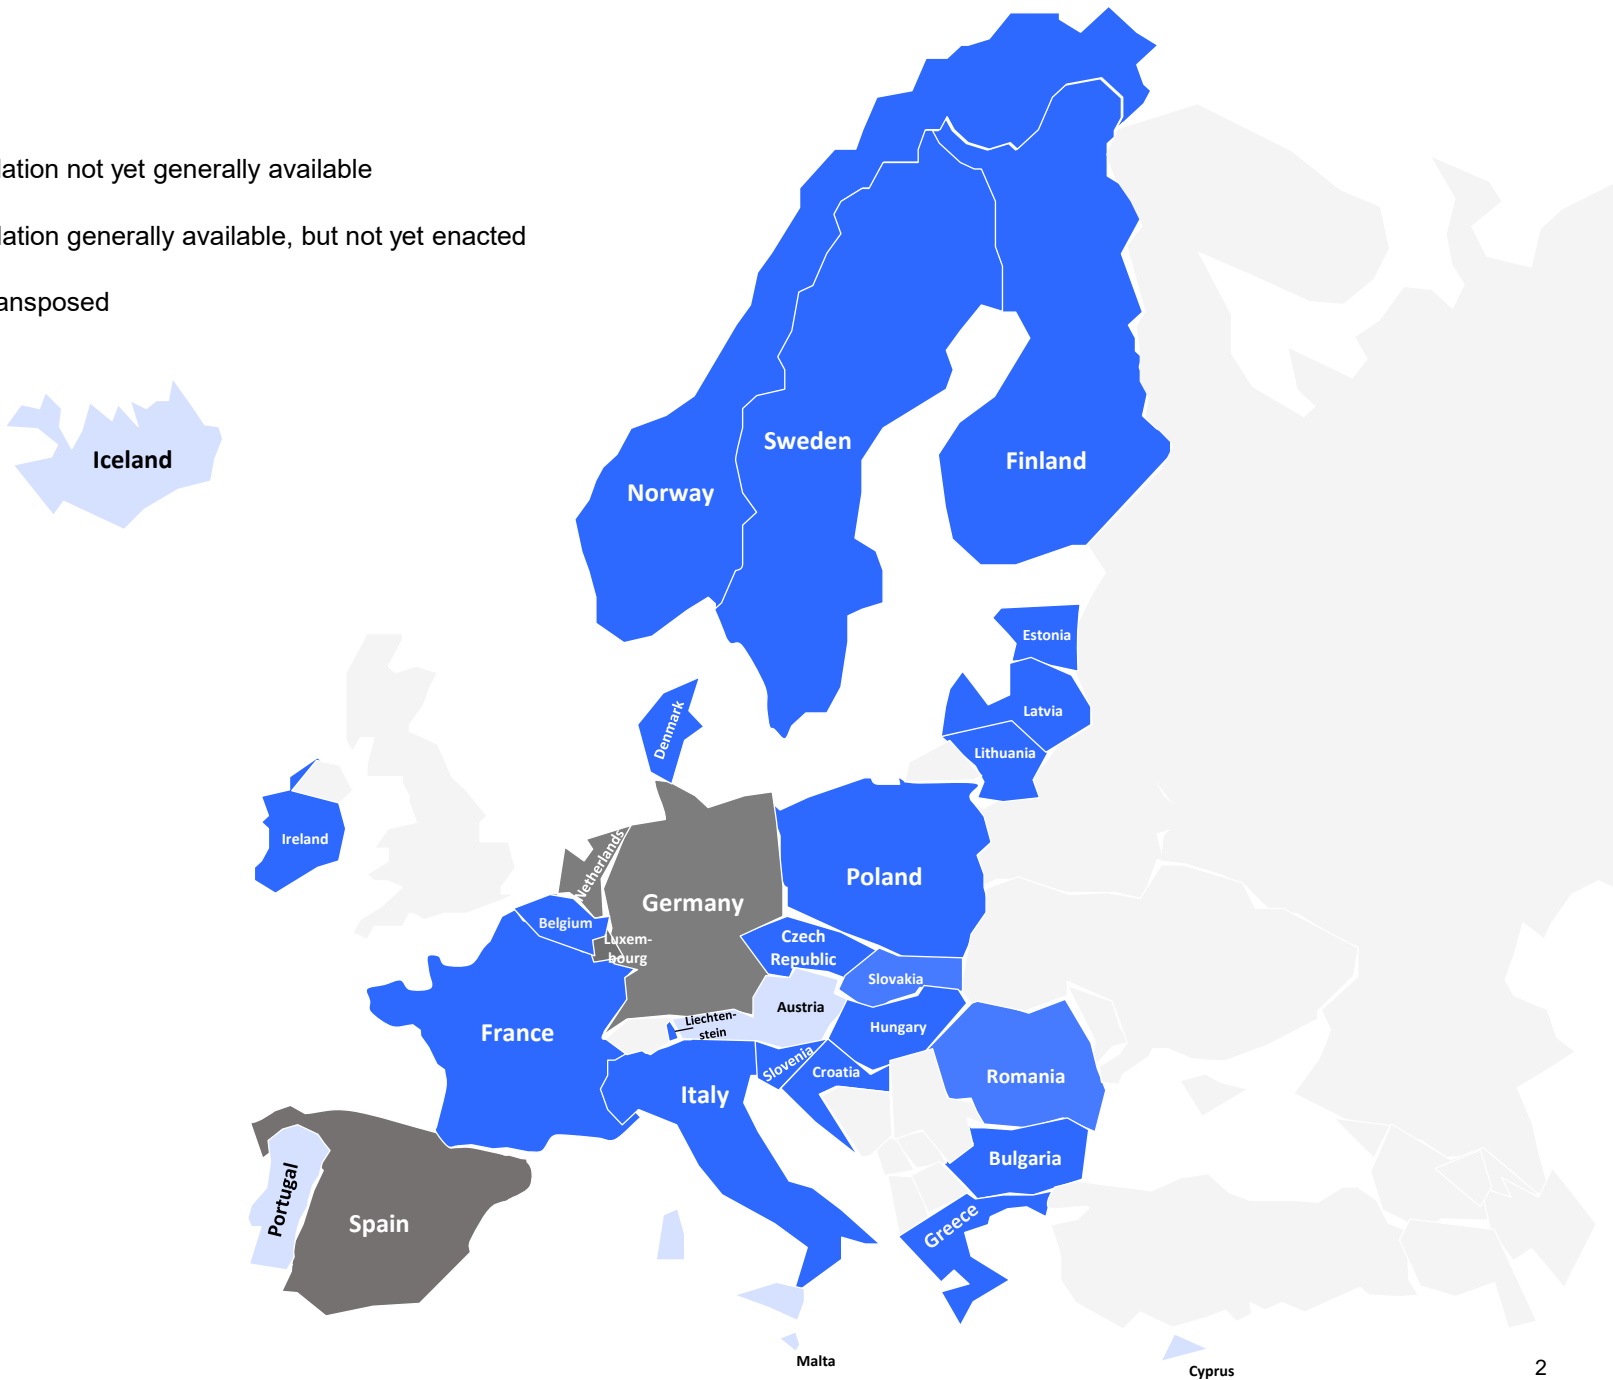 lation not yet generally available
lation generally available, but not yet enacted
ansposed
Iceland
Norway
Sweden
Finland
Estonia
Latvia
Lithuania
Denmark
Ireland
Netherlands
Germany
Poland
Belgium
Luxem-
bourg
Czech
Republic
Slovakia
Austria
Liechten-
stein
Hungary
France
Slovenia
Croatia
Romania
Italy
Bulgaria
Portugal
Spain
Greece
Malta
Cyprus
2